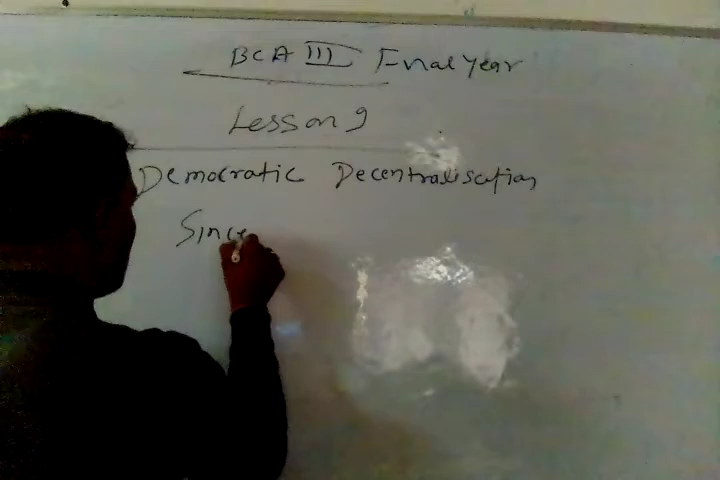 BCA III Final Year
Lesson 9
Democratic Decentralisation
Since